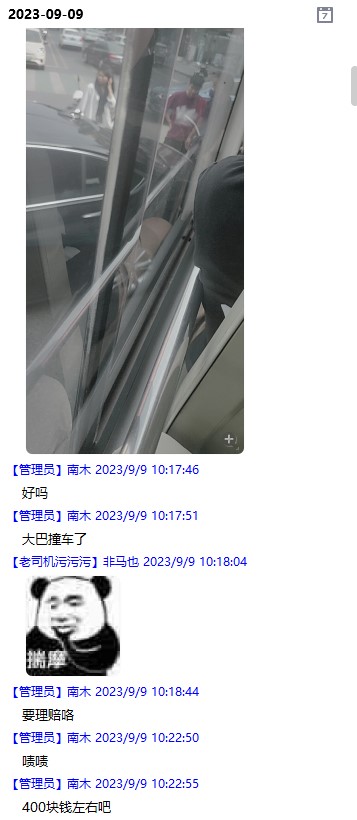 2023-09-09
7
【管理员】南木 2023/9/9 10:17:46
好吗
【管理员】南木 2023/9/9 10:17:51
大巴撞车了
【老司机污污污】非马也 2023/9/9 10:18:04
揣摩
【管理员】南木 2023/9/9 10:18:44
要理赔咯
【管理员】南木 2023/9/9 10:22:50
啧啧
【管理员】南木 2023/9/9 10:22:55
400块钱左右吧